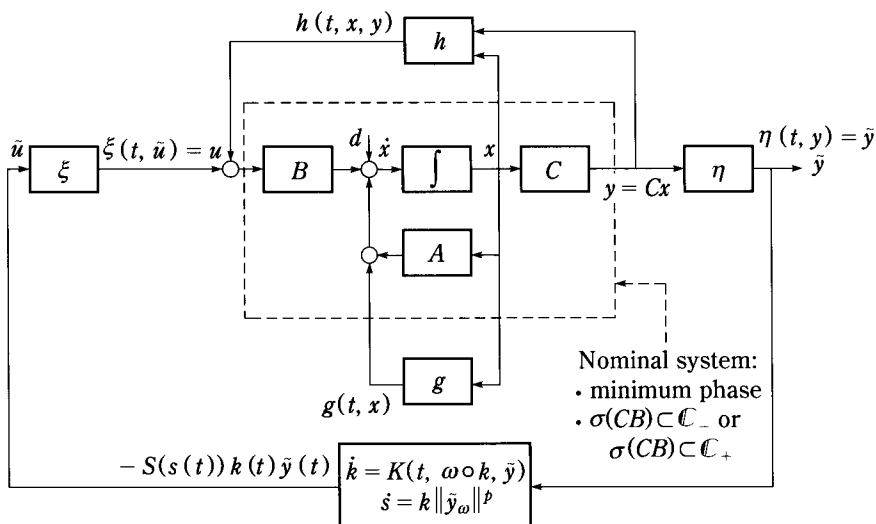 h(t, x, y)
h
ũ
ξ(t, ũ) = u
ξ
B
d
ẋ
∫
x
C
y = Cx
η
η(t, y) = ỹ
ỹ
A
g
g(t, x)
Nominal system:
· minimum phase
· σ(CB) ⊂ ℂ₋ or
σ(CB) ⊂ ℂ₊
− S(s(t)) k(t) ỹ(t)
k̇ = K(t, ω∘k, ỹ)
ṡ = k‖ỹ_ω‖^p